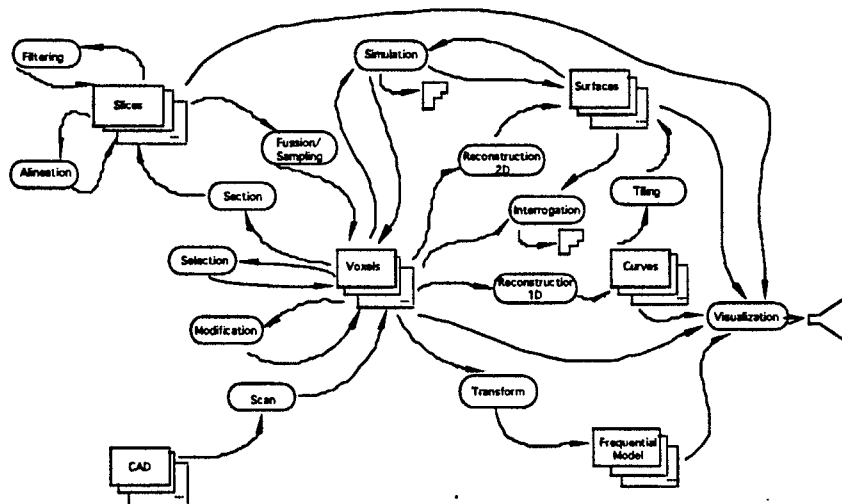 Filtering
Simulation
Slices
Surfaces
Fussion/
Sampling
Reconstruction
2D
Alineation
Section
Interrogation
Tiling
Selection
Voxels
Curves
Reconstruction
1D
Modification
Visualization
Scan
Transform
CAD
Frequential
Model